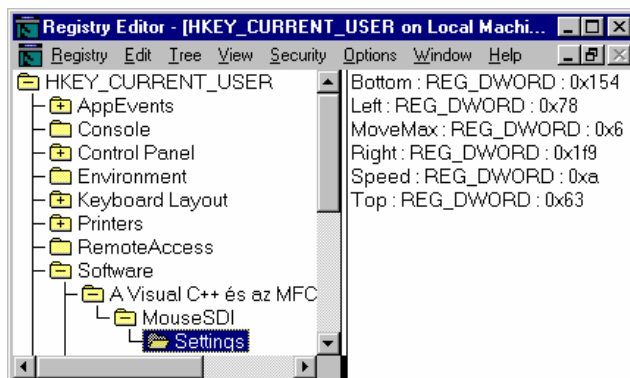 Registry Editor - [HKEY_CURRENT_USER on Local Machi...
Registry Edit Tree View Security Options Window Help
HKEY_CURRENT_USER
AppEvents
Console
Control Panel
Environment
Keyboard Layout
Printers
RemoteAccess
Software
A Visual C++ és az MFC
MouseSDI
Settings
Bottom : REG_DWORD : 0x154
Left : REG_DWORD : 0x78
MoveMax : REG_DWORD : 0x6
Right : REG_DWORD : 0x1f9
Speed : REG_DWORD : 0xa
Top : REG_DWORD : 0x63